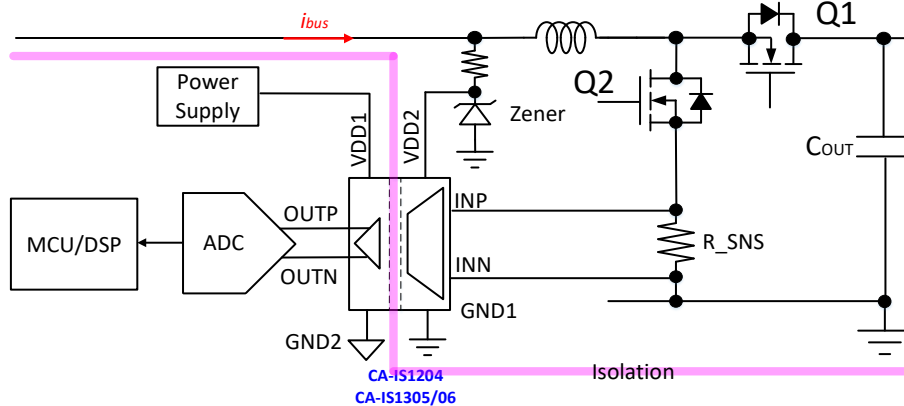 ibus
Q1
Power
Supply
Q2
Zener
VDD1
VDD2
COUT
OUTP
INP
MCU/DSP
ADC
R_SNS
OUTN
INN
GND1
GND2
CA-IS1204
Isolation
CA-IS1305/06